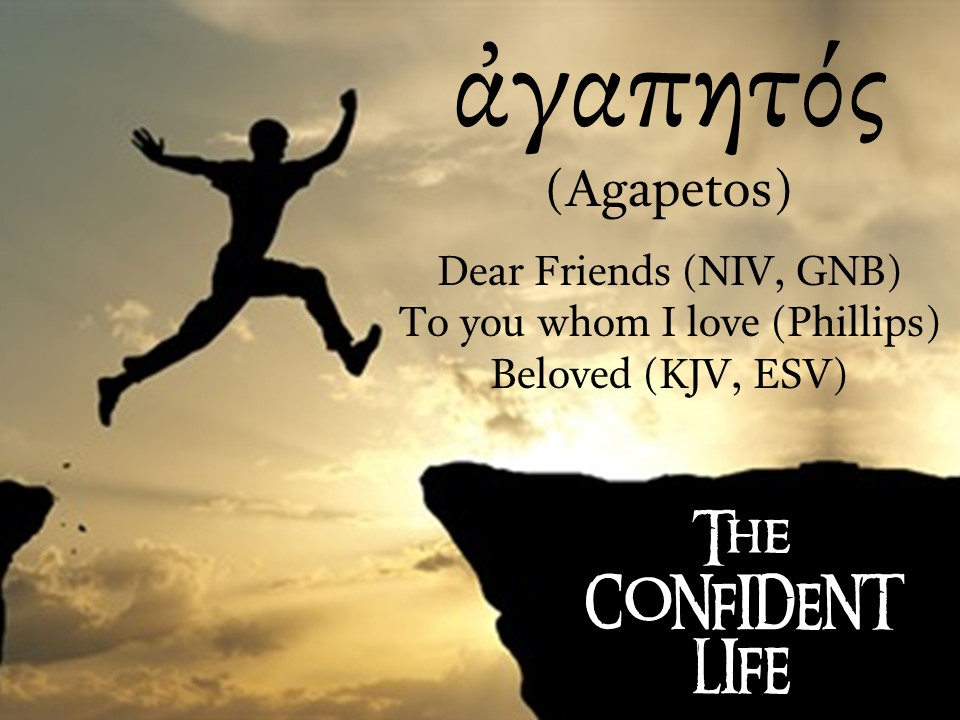 ἀγαπητός
(Agapetos)
Dear Friends (NIV, GNB)
To you whom I love (Phillips)
Beloved (KJV, ESV)
THE
CONFIDENT
LIFE